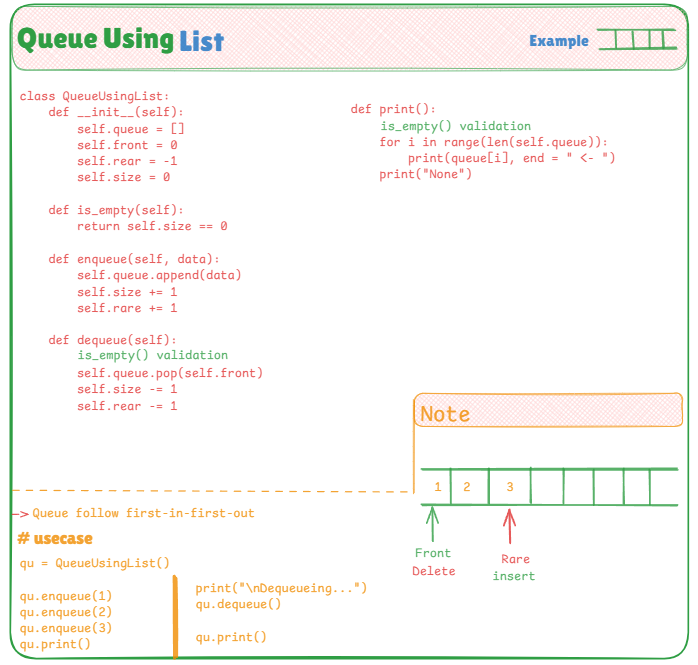 Queue Using List
Example
class QueueUsingList:
    def __init__(self):
        self.queue = []
        self.front = 0
        self.rear = -1
        self.size = 0
    def is_empty(self):
        return self.size == 0
    def enqueue(self, data):
        self.queue.append(data)
        self.size += 1
        self.rare += 1
    def dequeue(self):
        is_empty() validation
        self.queue.pop(self.front)
        self.size -= 1
        self.rear -= 1
def print():
    is_empty() validation
    for i in range(len(self.queue)):
        print(queue[i], end = " <- ")
    print("None")
Note
1 2 3
Front
Delete
Rare
insert
-> Queue follow first-in-first-out
# usecase
qu = QueueUsingList()
qu.enqueue(1)
qu.enqueue(2)
qu.enqueue(3)
qu.print()
print("\nDequeueing...")
qu.dequeue()
qu.print()